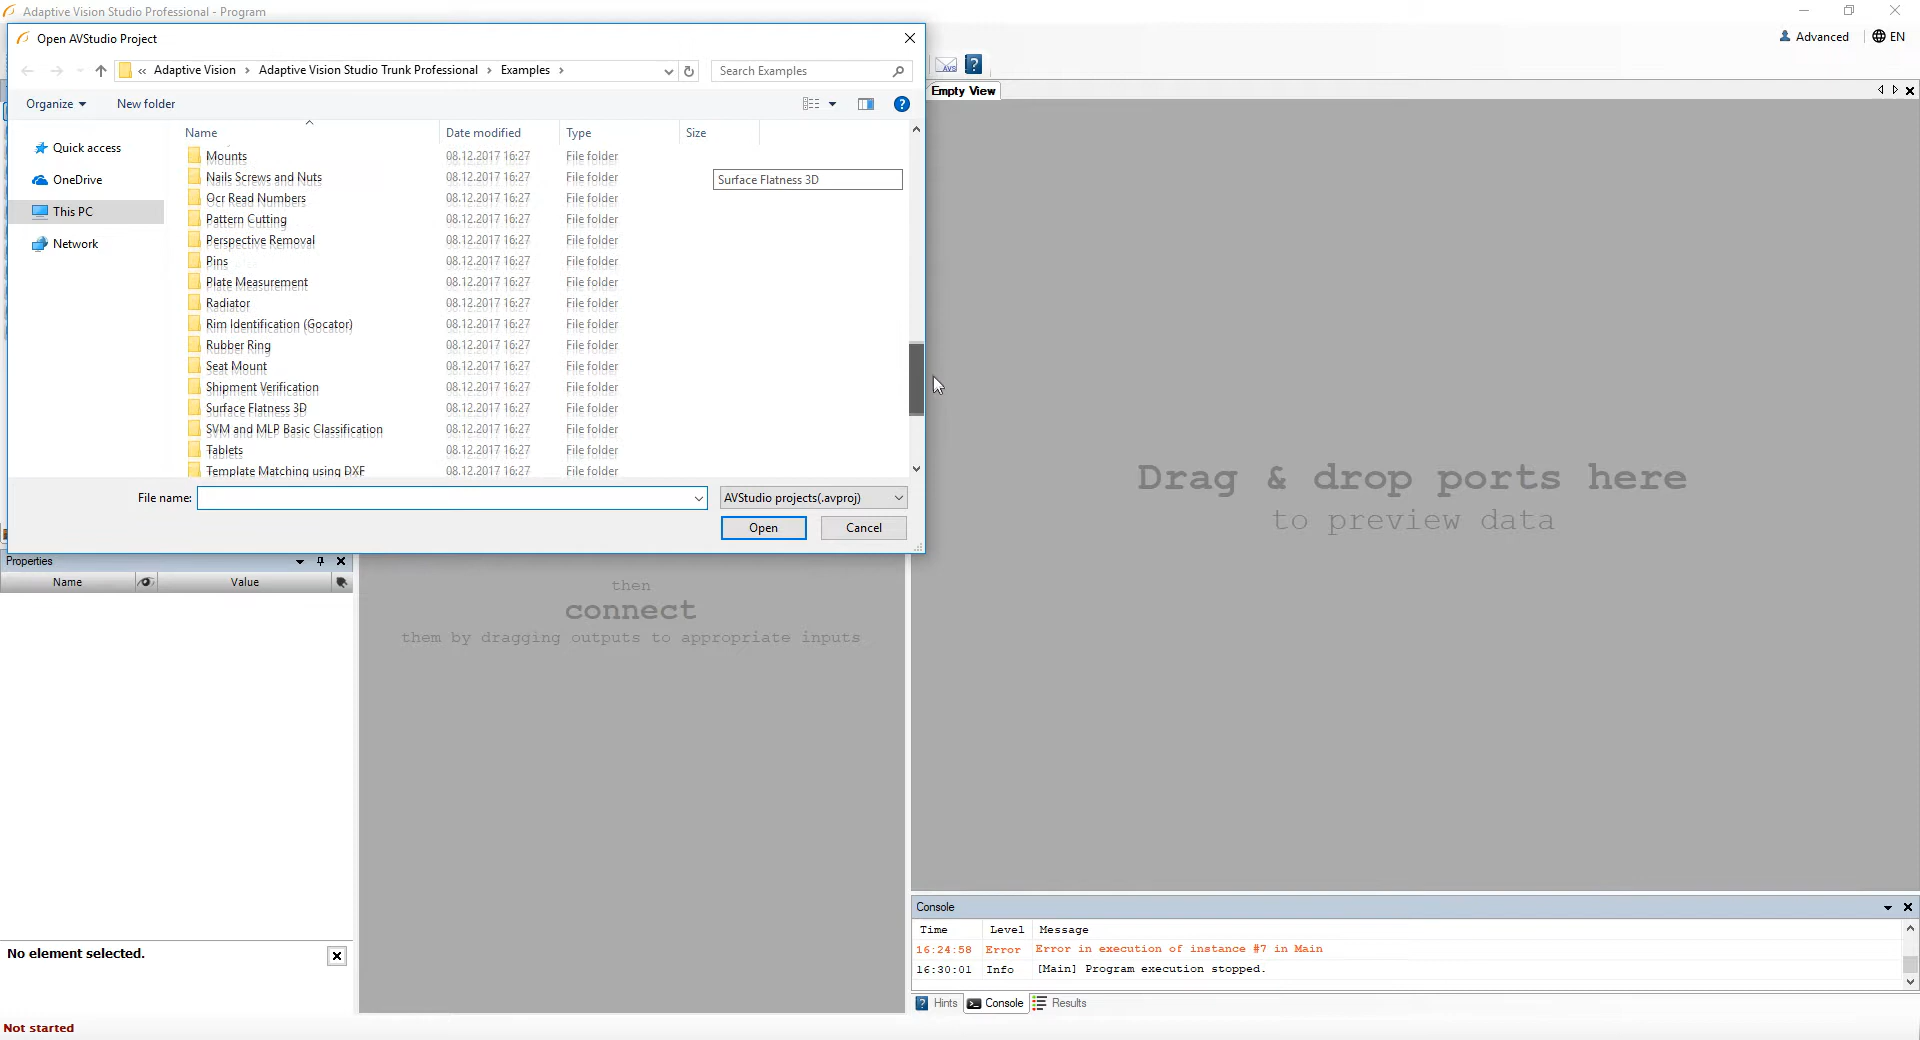 Adaptive Vision Studio Professional - Program
Open AVStudio Project
Advanced
EN
« Adaptive Vision › Adaptive Vision Studio Trunk Professional › Examples ›
Search Examples
Organize
New folder
Empty View
Name
Date modified
Type
Size
Quick access
OneDrive
This PC
Network
Mounts 08.12.2017 16:27 File folder
Nails Screws and Nuts 08.12.2017 16:27 File folder
Surface Flatness 3D
Ocr Read Numbers 08.12.2017 16:27 File folder
Pattern Cutting 08.12.2017 16:27 File folder
Perspective Removal 08.12.2017 16:27 File folder
Pins 08.12.2017 16:27 File folder
Plate Measurement 08.12.2017 16:27 File folder
Radiator 08.12.2017 16:27 File folder
Rim Identification (Gocator) 08.12.2017 16:27 File folder
Rubber Ring 08.12.2017 16:27 File folder
Seat Mount 08.12.2017 16:27 File folder
Shipment Verification 08.12.2017 16:27 File folder
Surface Flatness 3D 08.12.2017 16:27 File folder
SVM and MLP Basic Classification 08.12.2017 16:27 File folder
Tablets 08.12.2017 16:27 File folder
Template Matching using DXF 08.12.2017 16:27 File folder
File name:
AVStudio projects(.avproj)
Open
Cancel
Drag & drop ports here
to preview data
Properties
Name
Value
then
connect
them by dragging outputs to appropriate inputs
Console
Time Level Message
16:24:58 Error Error in execution of instance #7 in Main
16:30:01 Info [Main] Program execution stopped.
No element selected.
Hints
Console
Results
Not started